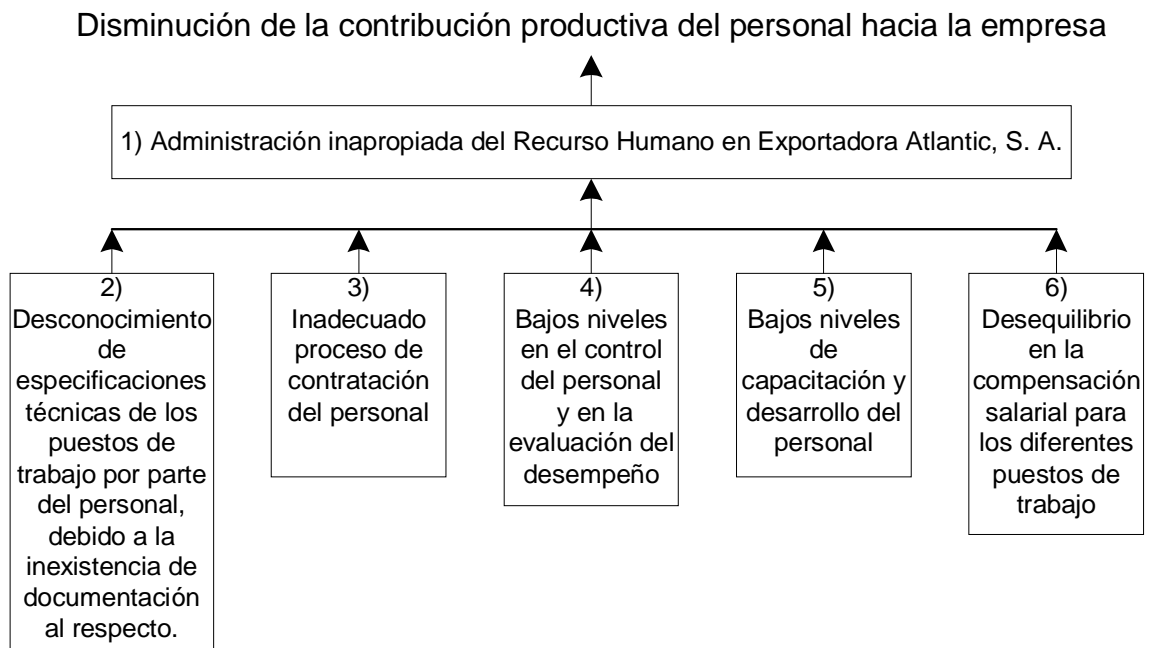 Disminución de la contribución productiva del personal hacia la empresa
1) Administración inapropiada del Recurso Humano en Exportadora Atlantic, S. A.
2)
Desconocimiento
de
especificaciones
técnicas de los
puestos de
trabajo por parte
del personal,
debido a la
inexistencia de
documentación
al respecto.
3)
Inadecuado
proceso de
contratación
del personal
4)
Bajos niveles
en el control
del personal
y en la
evaluación del
desempeño
5)
Bajos niveles
de
capacitación y
desarrollo del
personal
6)
Desequilibrio
en la
compensación
salarial para
los diferentes
puestos de
trabajo